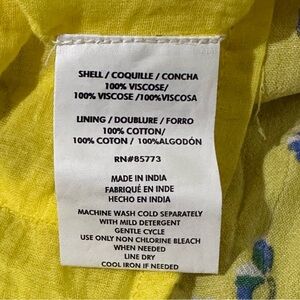 SHELL / COQUILLE / CONCHA
100% VISCOSE/
100% VISCOSE /100%VISCOSA
LINING / DOUBLURE / FORRO
100% COTTON/
100% COTON / 100%ALGODÓN
RN#85773
MADE IN INDIA
FABRIQUÉ EN INDE
HECHO EN INDIA
MACHINE WASH COLD SEPARATELY
WITH MILD DETERGENT
GENTLE CYCLE
USE ONLY NON CHLORINE BLEACH
WHEN NEEDED
LINE DRY
COOL IRON IF NEEDED